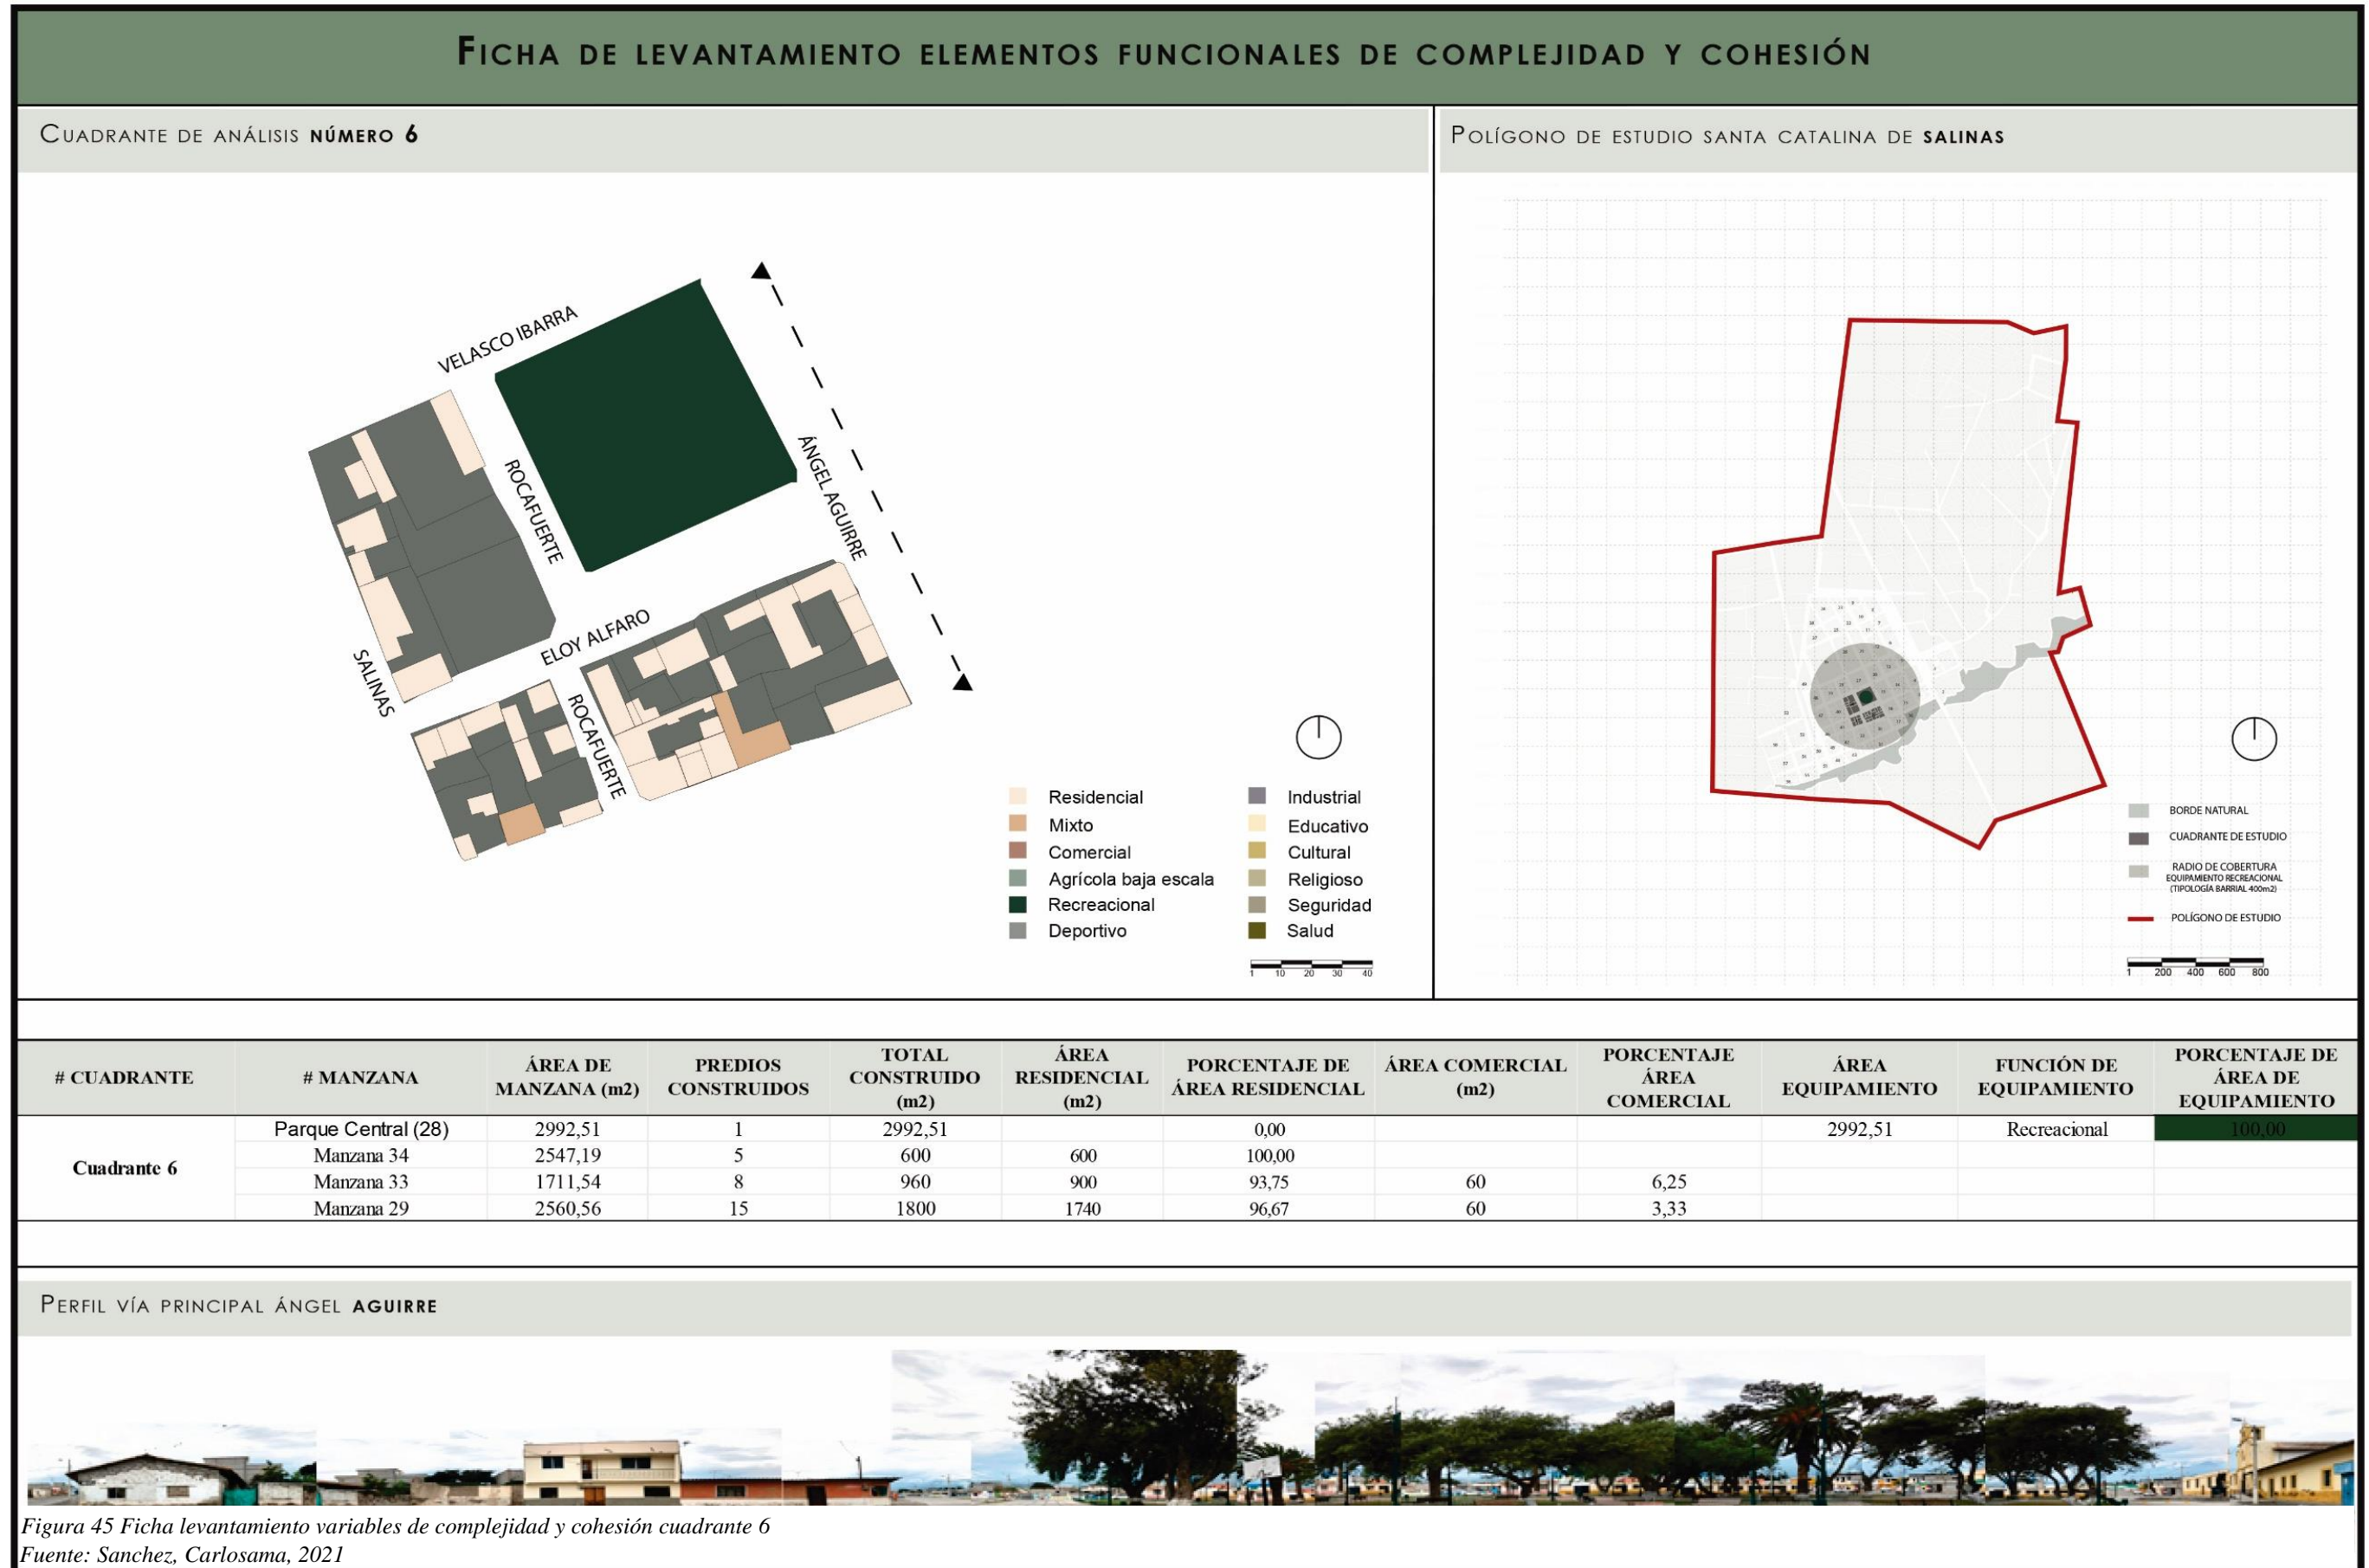 FICHA DE LEVANTAMIENTO ELEMENTOS FUNCIONALES DE COMPLEJIDAD Y COHESIÓN
CUADRANTE DE ANÁLISIS NÚMERO 6
POLÍGONO DE ESTUDIO SANTA CATALINA DE SALINAS
VELASCO IBARRA
ROCAFUERTE
ÁNGEL AGUIRRE
ELOY ALFARO
SALINAS
ROCAFUERTE
Residencial
Mixto
Comercial
Agrícola baja escala
Recreacional
Deportivo
Industrial
Educativo
Cultural
Religioso
Seguridad
Salud
1 10 20 30 40
BORDE NATURAL
CUADRANTE DE ESTUDIO
RADIO DE COBERTURA
EQUIPAMIENTO RECREACIONAL
(TIPOLOGÍA BARRIAL 400m2)
POLÍGONO DE ESTUDIO
1 200 400 600 800
# CUADRANTE # MANZANA ÁREA DE MANZANA (m2) PREDIOS CONSTRUIDOS TOTAL CONSTRUIDO (m2) ÁREA RESIDENCIAL (m2) PORCENTAJE DE ÁREA RESIDENCIAL ÁREA COMERCIAL (m2) PORCENTAJE ÁREA COMERCIAL ÁREA EQUIPAMIENTO FUNCIÓN DE EQUIPAMIENTO PORCENTAJE DE ÁREA DE EQUIPAMIENTO
Cuadrante 6
Parque Central (28) 2992,51 1 2992,51 0,00 2992,51 Recreacional 100,00
Manzana 34 2547,19 5 600 600 100,00
Manzana 33 1711,54 8 960 900 93,75 60 6,25
Manzana 29 2560,56 15 1800 1740 96,67 60 3,33
PERFIL VÍA PRINCIPAL ÁNGEL AGUIRRE
Figura 45 Ficha levantamiento variables de complejidad y cohesión cuadrante 6
Fuente: Sanchez, Carlosama, 2021